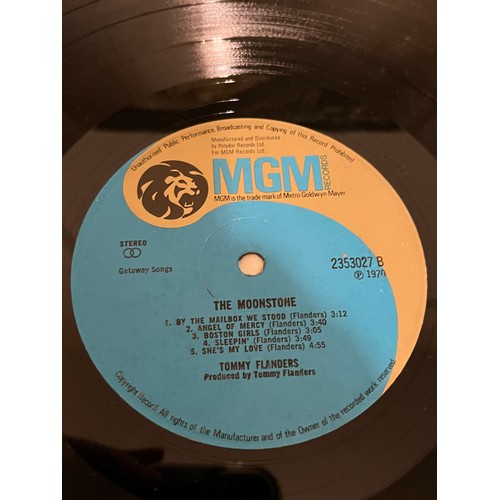 Unauthorised Public Performance, Broadcasting and Copying of this Record Prohibited
Manufactured and Distributed
by Polydor Records Ltd.
For MGM Records Ltd.
MGM
RECORDS
MGM is the trade mark of Metro Goldwyn Mayer
STEREO
Getaway Songs
2353027 B
℗ 1970
THE MOONSTONE
1. BY THE MAILBOX WE STOOD (Flanders) 3:12
2. ANGEL OF MERCY (Flanders) 3:40
3. BOSTON GIRLS (Flanders) 3:05
4. SLEEPIN' (Flanders) 3:49
5. SHE'S MY LOVE (Flanders) 4:55
TOMMY FLANDERS
Produced by Tommy Flanders
Copyright Record. All rights of the Manufacturer and of the Owner of the recorded work reserved